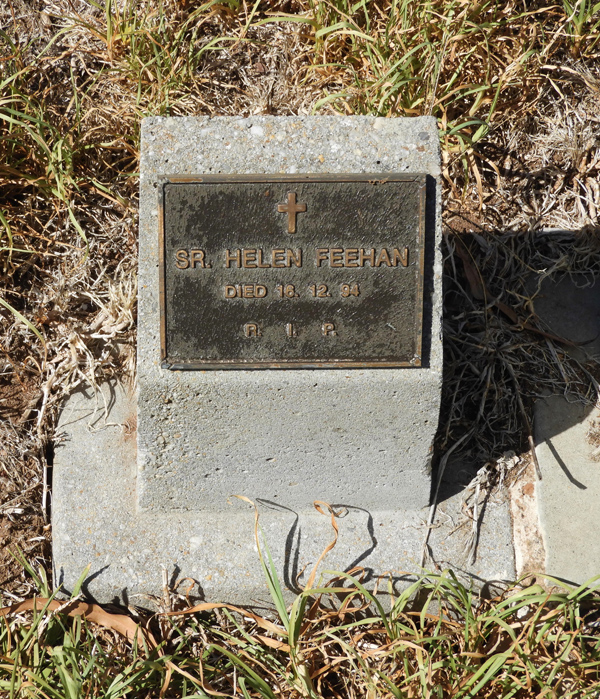 SR. HELEN FEEHAN
DIED 18. 12. 94
R. I. P.